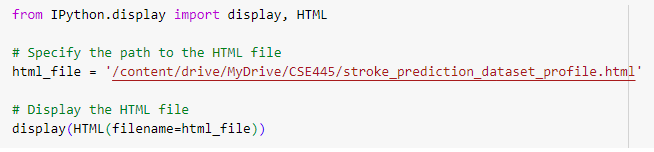 from IPython.display import display, HTML
# Specify the path to the HTML file
html_file = '/content/drive/MyDrive/CSE445/stroke_prediction_dataset_profile.html'
# Display the HTML file
display(HTML(filename=html_file))